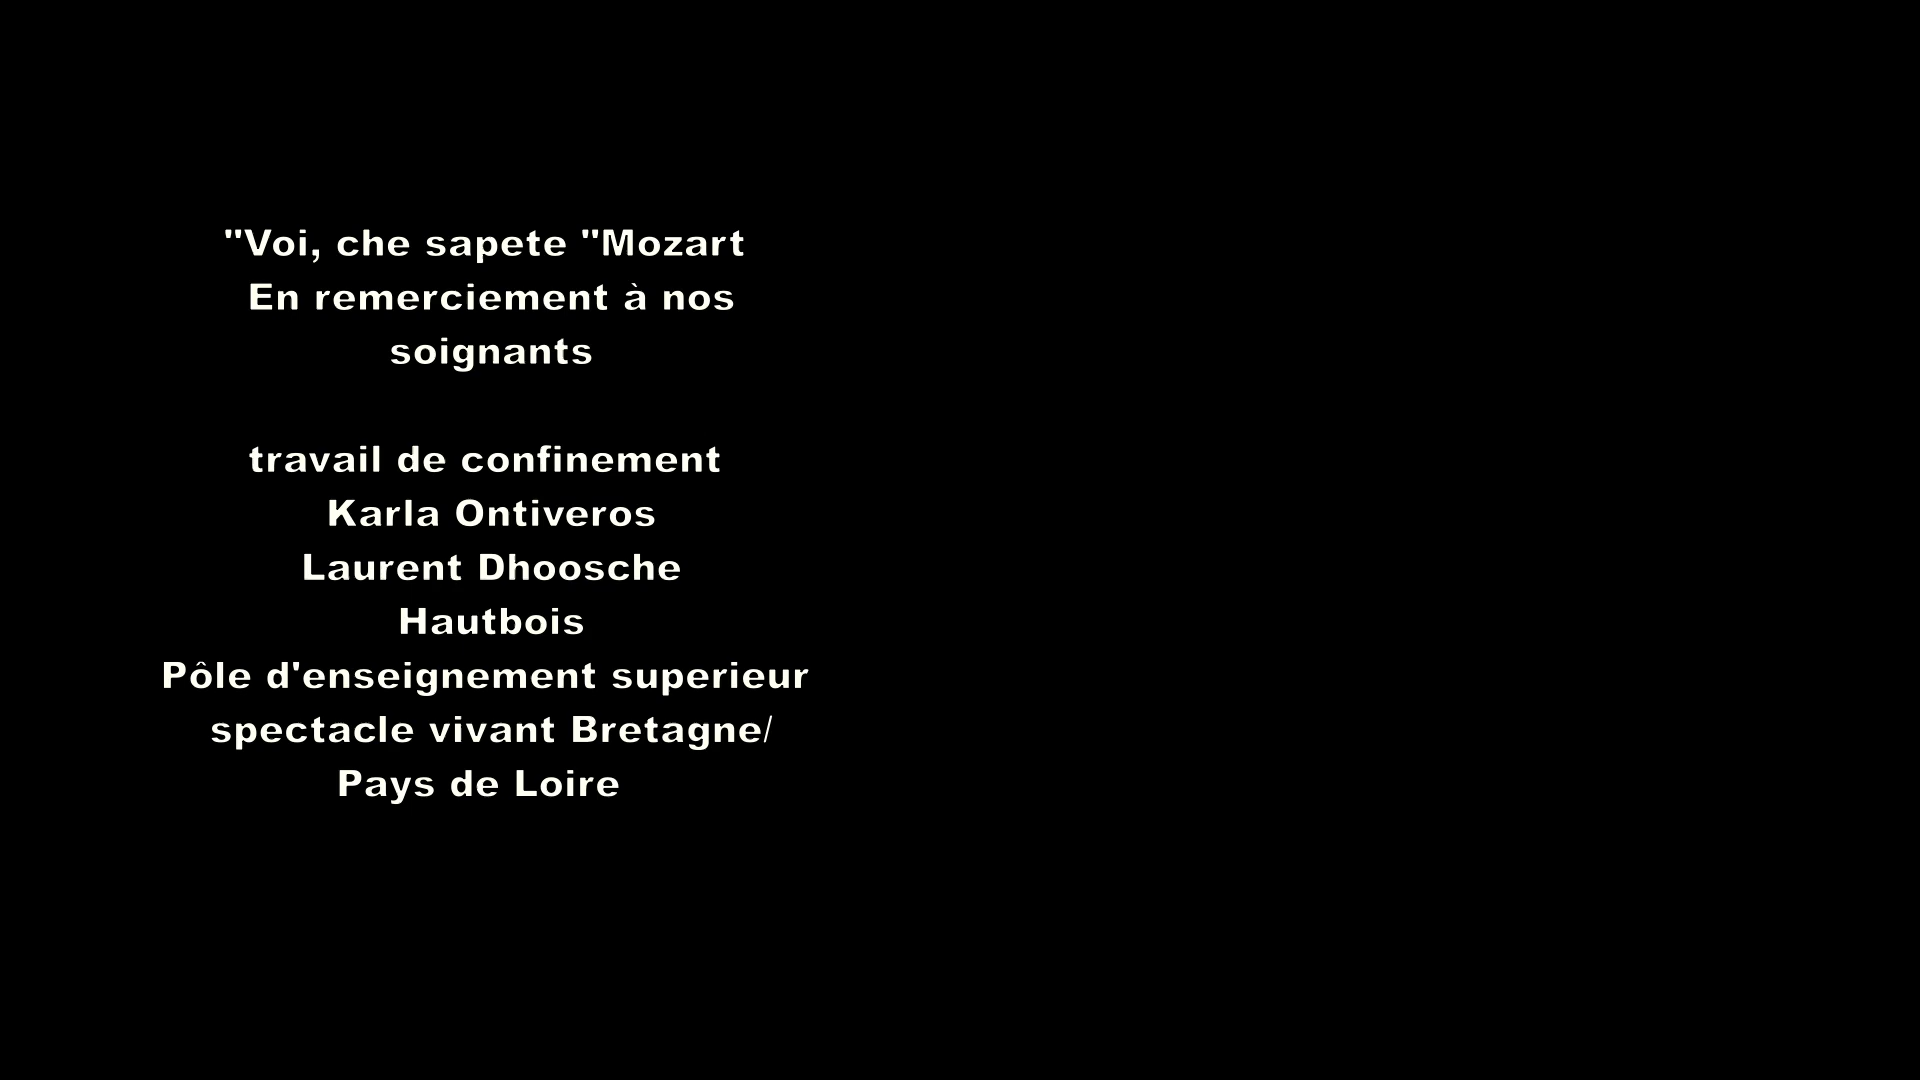 "Voi, che sapete "Mozart
En remerciement à nos
soignants
travail de confinement
Karla Ontiveros
Laurent Dhoosche
Hautbois
Pôle d'enseignement superieur
spectacle vivant Bretagne/
Pays de Loire